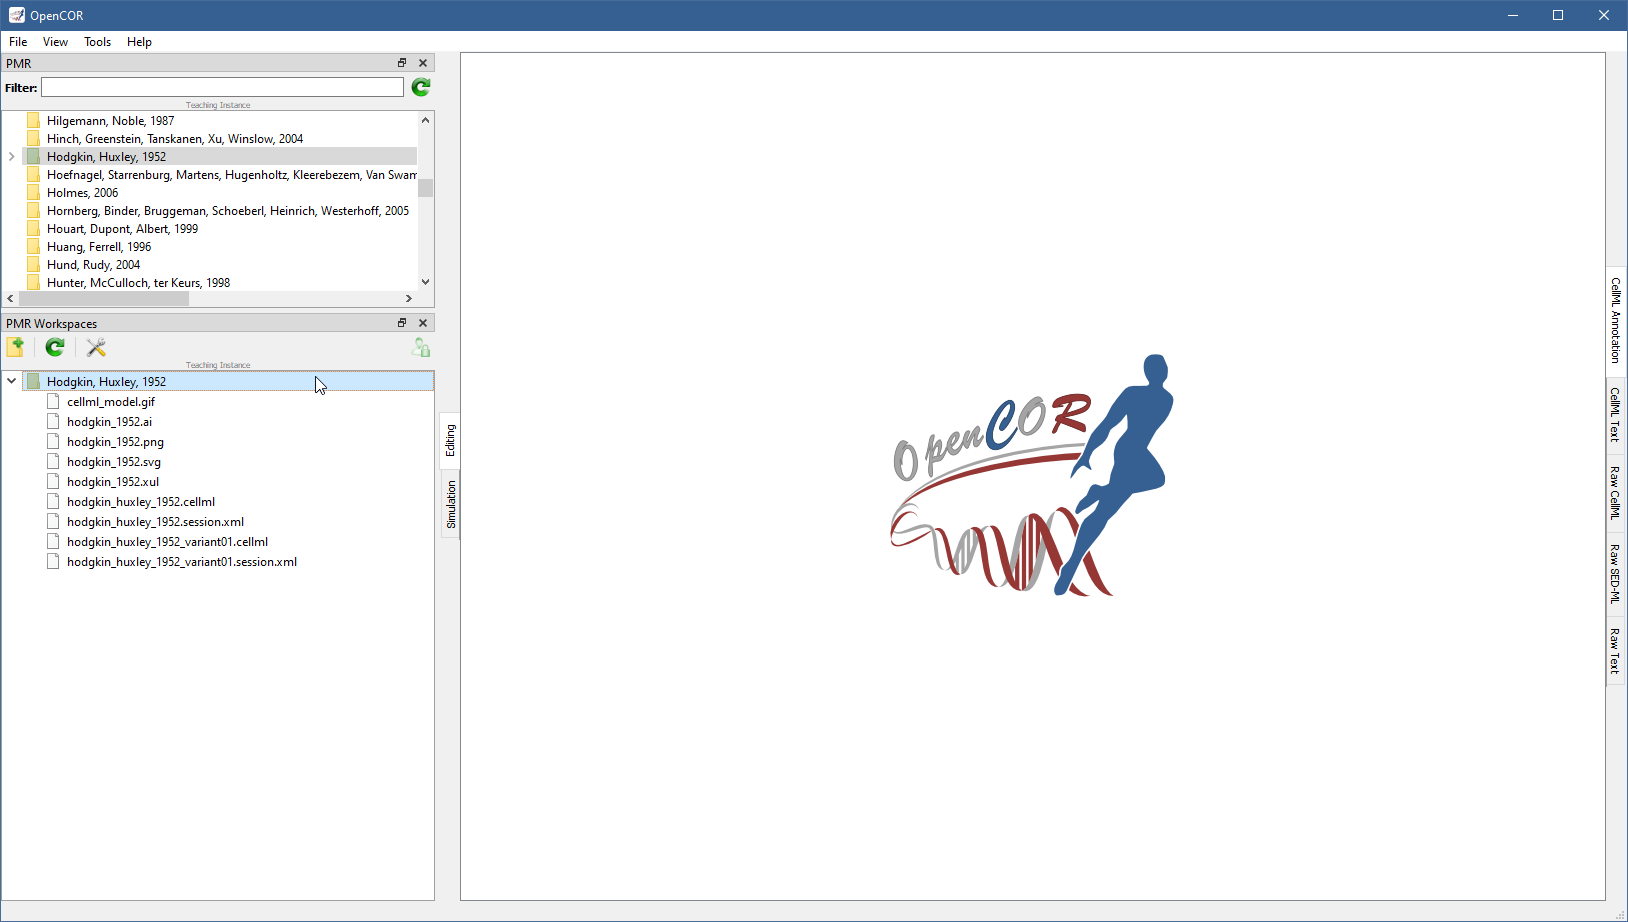 OpenCOR
File View Tools Help
PMR
Filter:
Teaching Instance
Hilgemann, Noble, 1987
Hinch, Greenstein, Tanskanen, Xu, Winslow, 2004
Hodgkin, Huxley, 1952
Hoefnagel, Starrenburg, Martens, Hugenholtz, Kleerebezem, Van Swam
Holmes, 2006
Hornberg, Binder, Bruggeman, Schoeberl, Heinrich, Westerhoff, 2005
Houart, Dupont, Albert, 1999
Huang, Ferrell, 1996
Hund, Rudy, 2004
Hunter, McCulloch, ter Keurs, 1998
PMR Workspaces
Teaching Instance
Hodgkin, Huxley, 1952
cellml_model.gif
hodgkin_1952.ai
hodgkin_1952.png
hodgkin_1952.svg
hodgkin_1952.xul
hodgkin_huxley_1952.cellml
hodgkin_huxley_1952.session.xml
hodgkin_huxley_1952_variant01.cellml
hodgkin_huxley_1952_variant01.session.xml
Editing
Simulation
OpenCOR
CellML Annotation
CellML Text
Raw CellML
Raw SED-ML
Raw Text